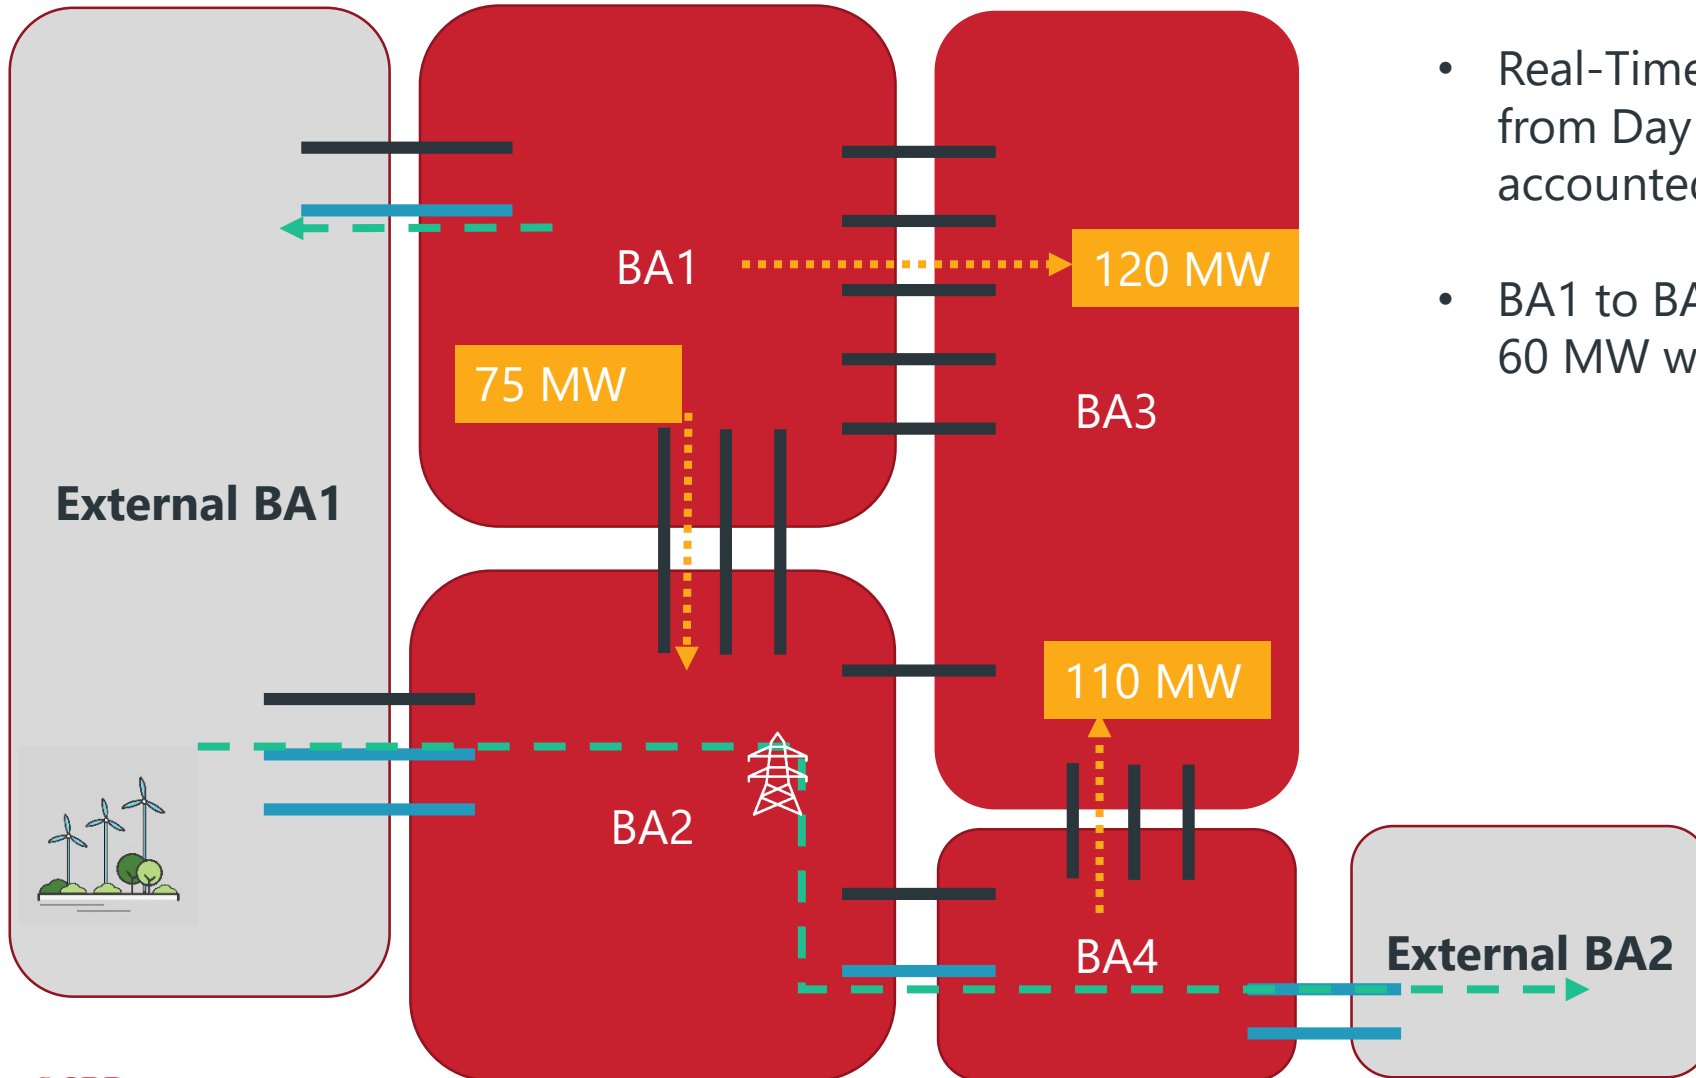 BA1
120 MW
75 MW
BA3
External BA1
110 MW
BA2
BA4
External BA2
• Real-Time
from Day
accounted
• BA1 to BA
60 MW w